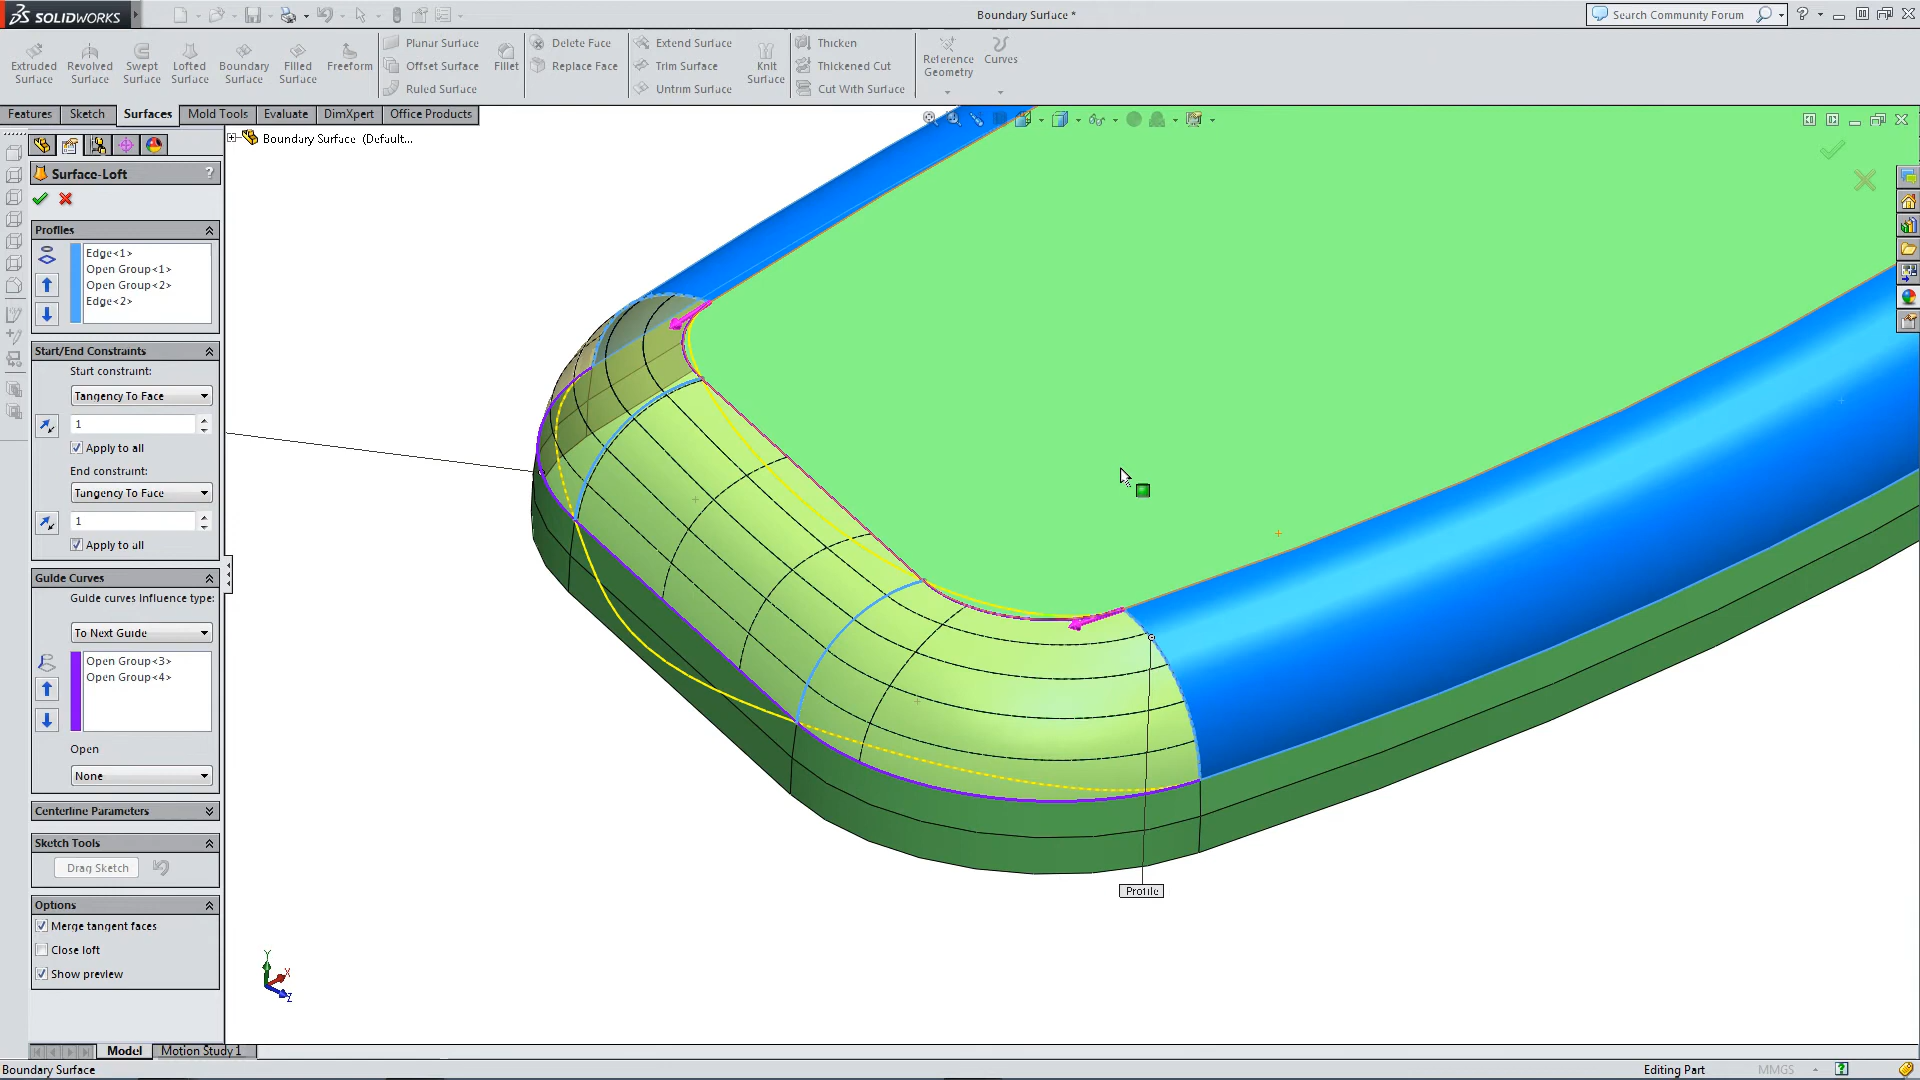 SOLIDWORKS
Boundary Surface *
Search Community Forum
Extruded Surface
Revolved Surface
Swept Surface
Lofted Surface
Boundary Surface
Filled Surface
Freeform
Planar Surface
Offset Surface
Ruled Surface
Fillet
Delete Face
Replace Face
Extend Surface
Trim Surface
Untrim Surface
Knit Surface
Thicken
Thickened Cut
Cut With Surface
Reference Geometry
Curves
Features Sketch Surfaces Mold Tools Evaluate DimXpert Office Products
Boundary Surface (Default...
Surface-Loft ?
Profiles
Edge<1>
Open Group<1>
Open Group<2>
Edge<2>
Start/End Constraints
Start constraint:
Tangency To Face
1
Apply to all
End constraint:
Tangency To Face
1
Apply to all
Guide Curves
Guide curves Influence type:
To Next Guide
Open Group<3>
Open Group<4>
Open
None
Centerline Parameters
Sketch Tools
Drag Sketch
Options
Merge tangent faces
Close loft
Show preview
Profile
Y
X
Z
Model Motion Study 1
Boundary Surface
Editing Part MMGS ?